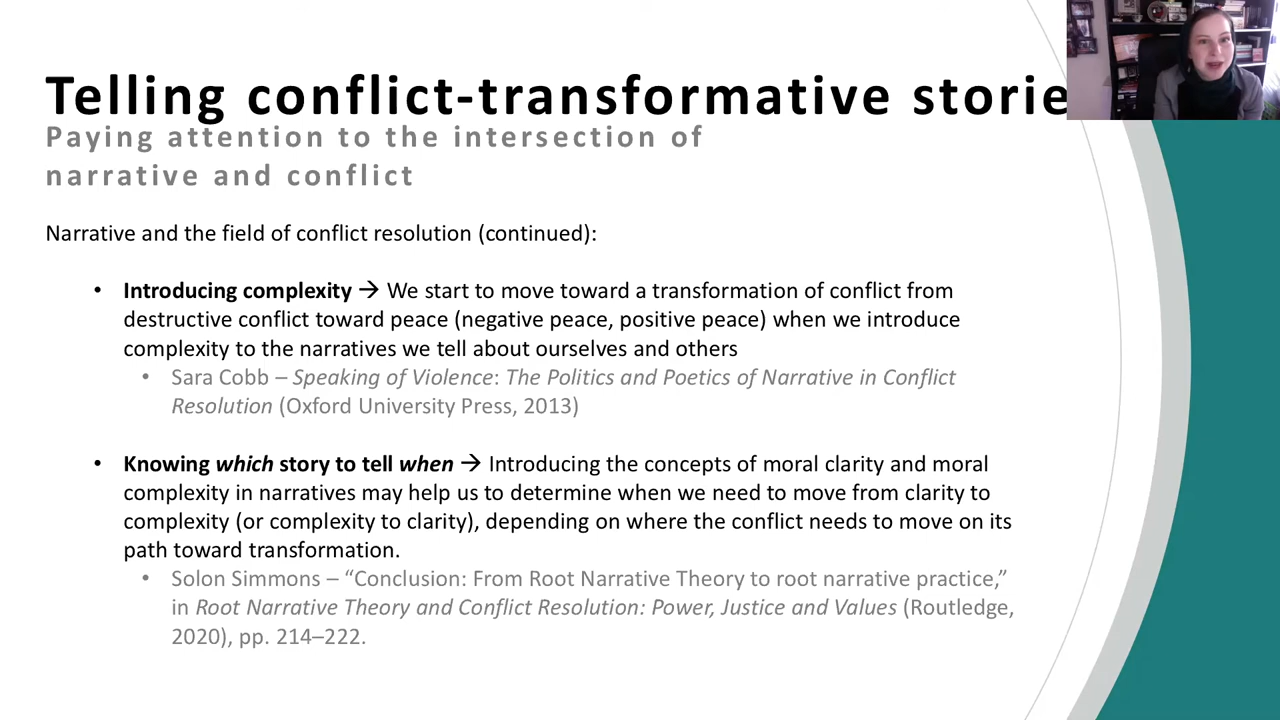 Telling conflict-transformative storie
Paying attention to the intersection of
narrative and conflict
Narrative and the field of conflict resolution (continued):
• Introducing complexity → We start to move toward a transformation of conflict from
destructive conflict toward peace (negative peace, positive peace) when we introduce
complexity to the narratives we tell about ourselves and others
• Sara Cobb – Speaking of Violence: The Politics and Poetics of Narrative in Conflict
Resolution (Oxford University Press, 2013)
• Knowing which story to tell when → Introducing the concepts of moral clarity and moral
complexity in narratives may help us to determine when we need to move from clarity to
complexity (or complexity to clarity), depending on where the conflict needs to move on its
path toward transformation.
• Solon Simmons – “Conclusion: From Root Narrative Theory to root narrative practice,”
in Root Narrative Theory and Conflict Resolution: Power, Justice and Values (Routledge,
2020), pp. 214–222.